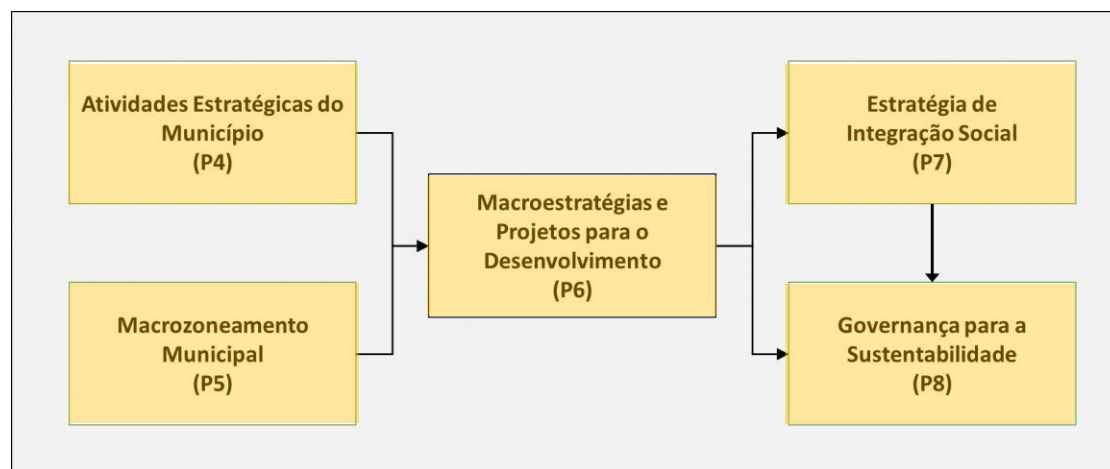 Atividades Estratégicas do
Município
(P4)
Macrozoneamento
Municipal
(P5)
Macroestratégias e
Projetos para o
Desenvolvimento
(P6)
Estratégia de
Integração Social
(P7)
Governança para a
Sustentabilidade
(P8)